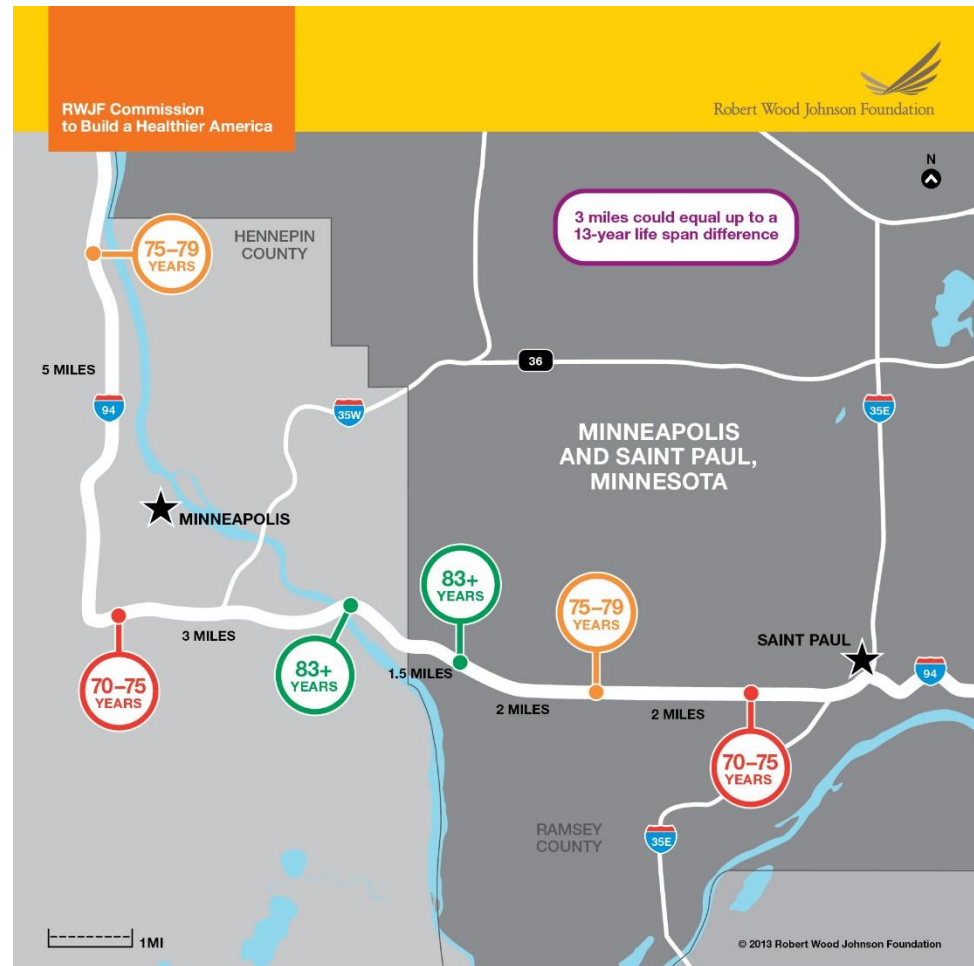 RWJF Commission
to Build a Healthier America
Robert Wood Johnson Foundation
N
3 miles could equal up to a
13-year life span difference
HENNEPIN
COUNTY
75–79
YEARS
5 MILES
36
94
35W
35E
MINNEAPOLIS
AND SAINT PAUL,
MINNESOTA
MINNEAPOLIS
83+
YEARS
75–79
YEARS
SAINT PAUL
3 MILES
70–75
YEARS
83+
YEARS
1.5 MILES
94
2 MILES
2 MILES
70–75
YEARS
RAMSEY
COUNTY
35E
1MI
© 2013 Robert Wood Johnson Foundation